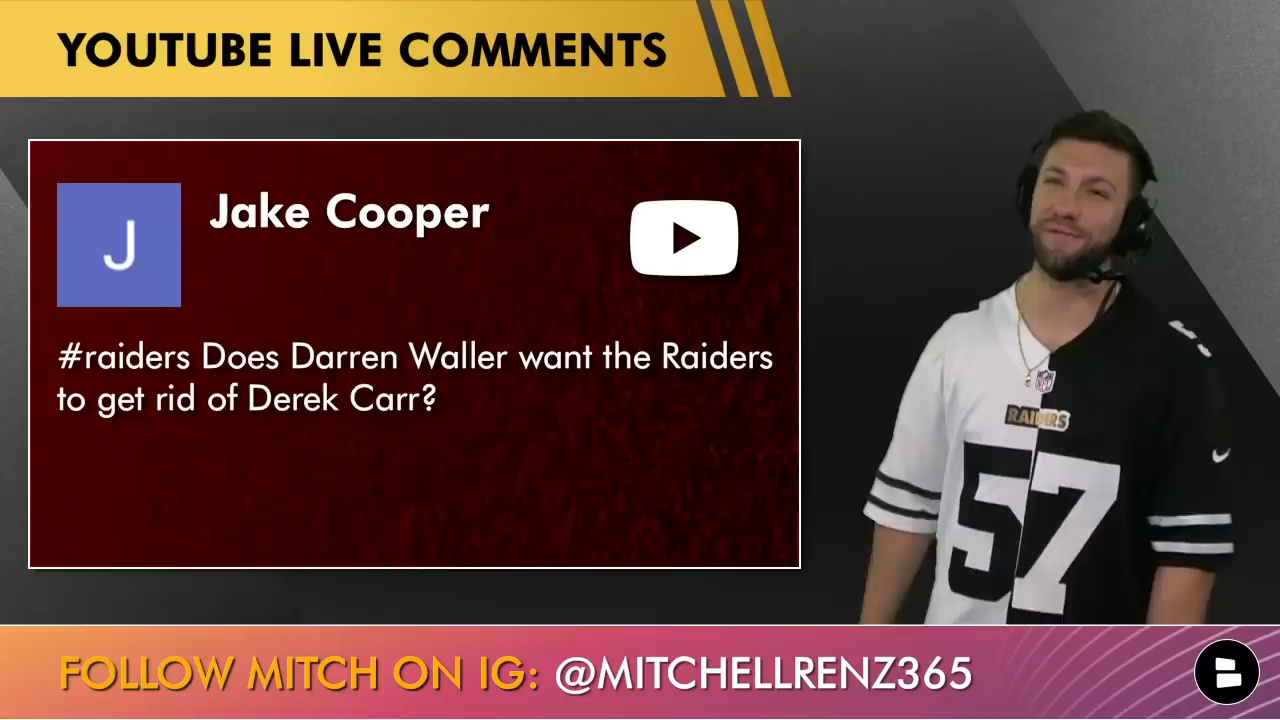 YOUTUBE LIVE COMMENTS
J
Jake Cooper
#raiders Does Darren Waller want the Raiders
to get rid of Derek Carr?
NFL
RAIDERS
57
FOLLOW MITCH ON IG: @MITCHELLRENZ365